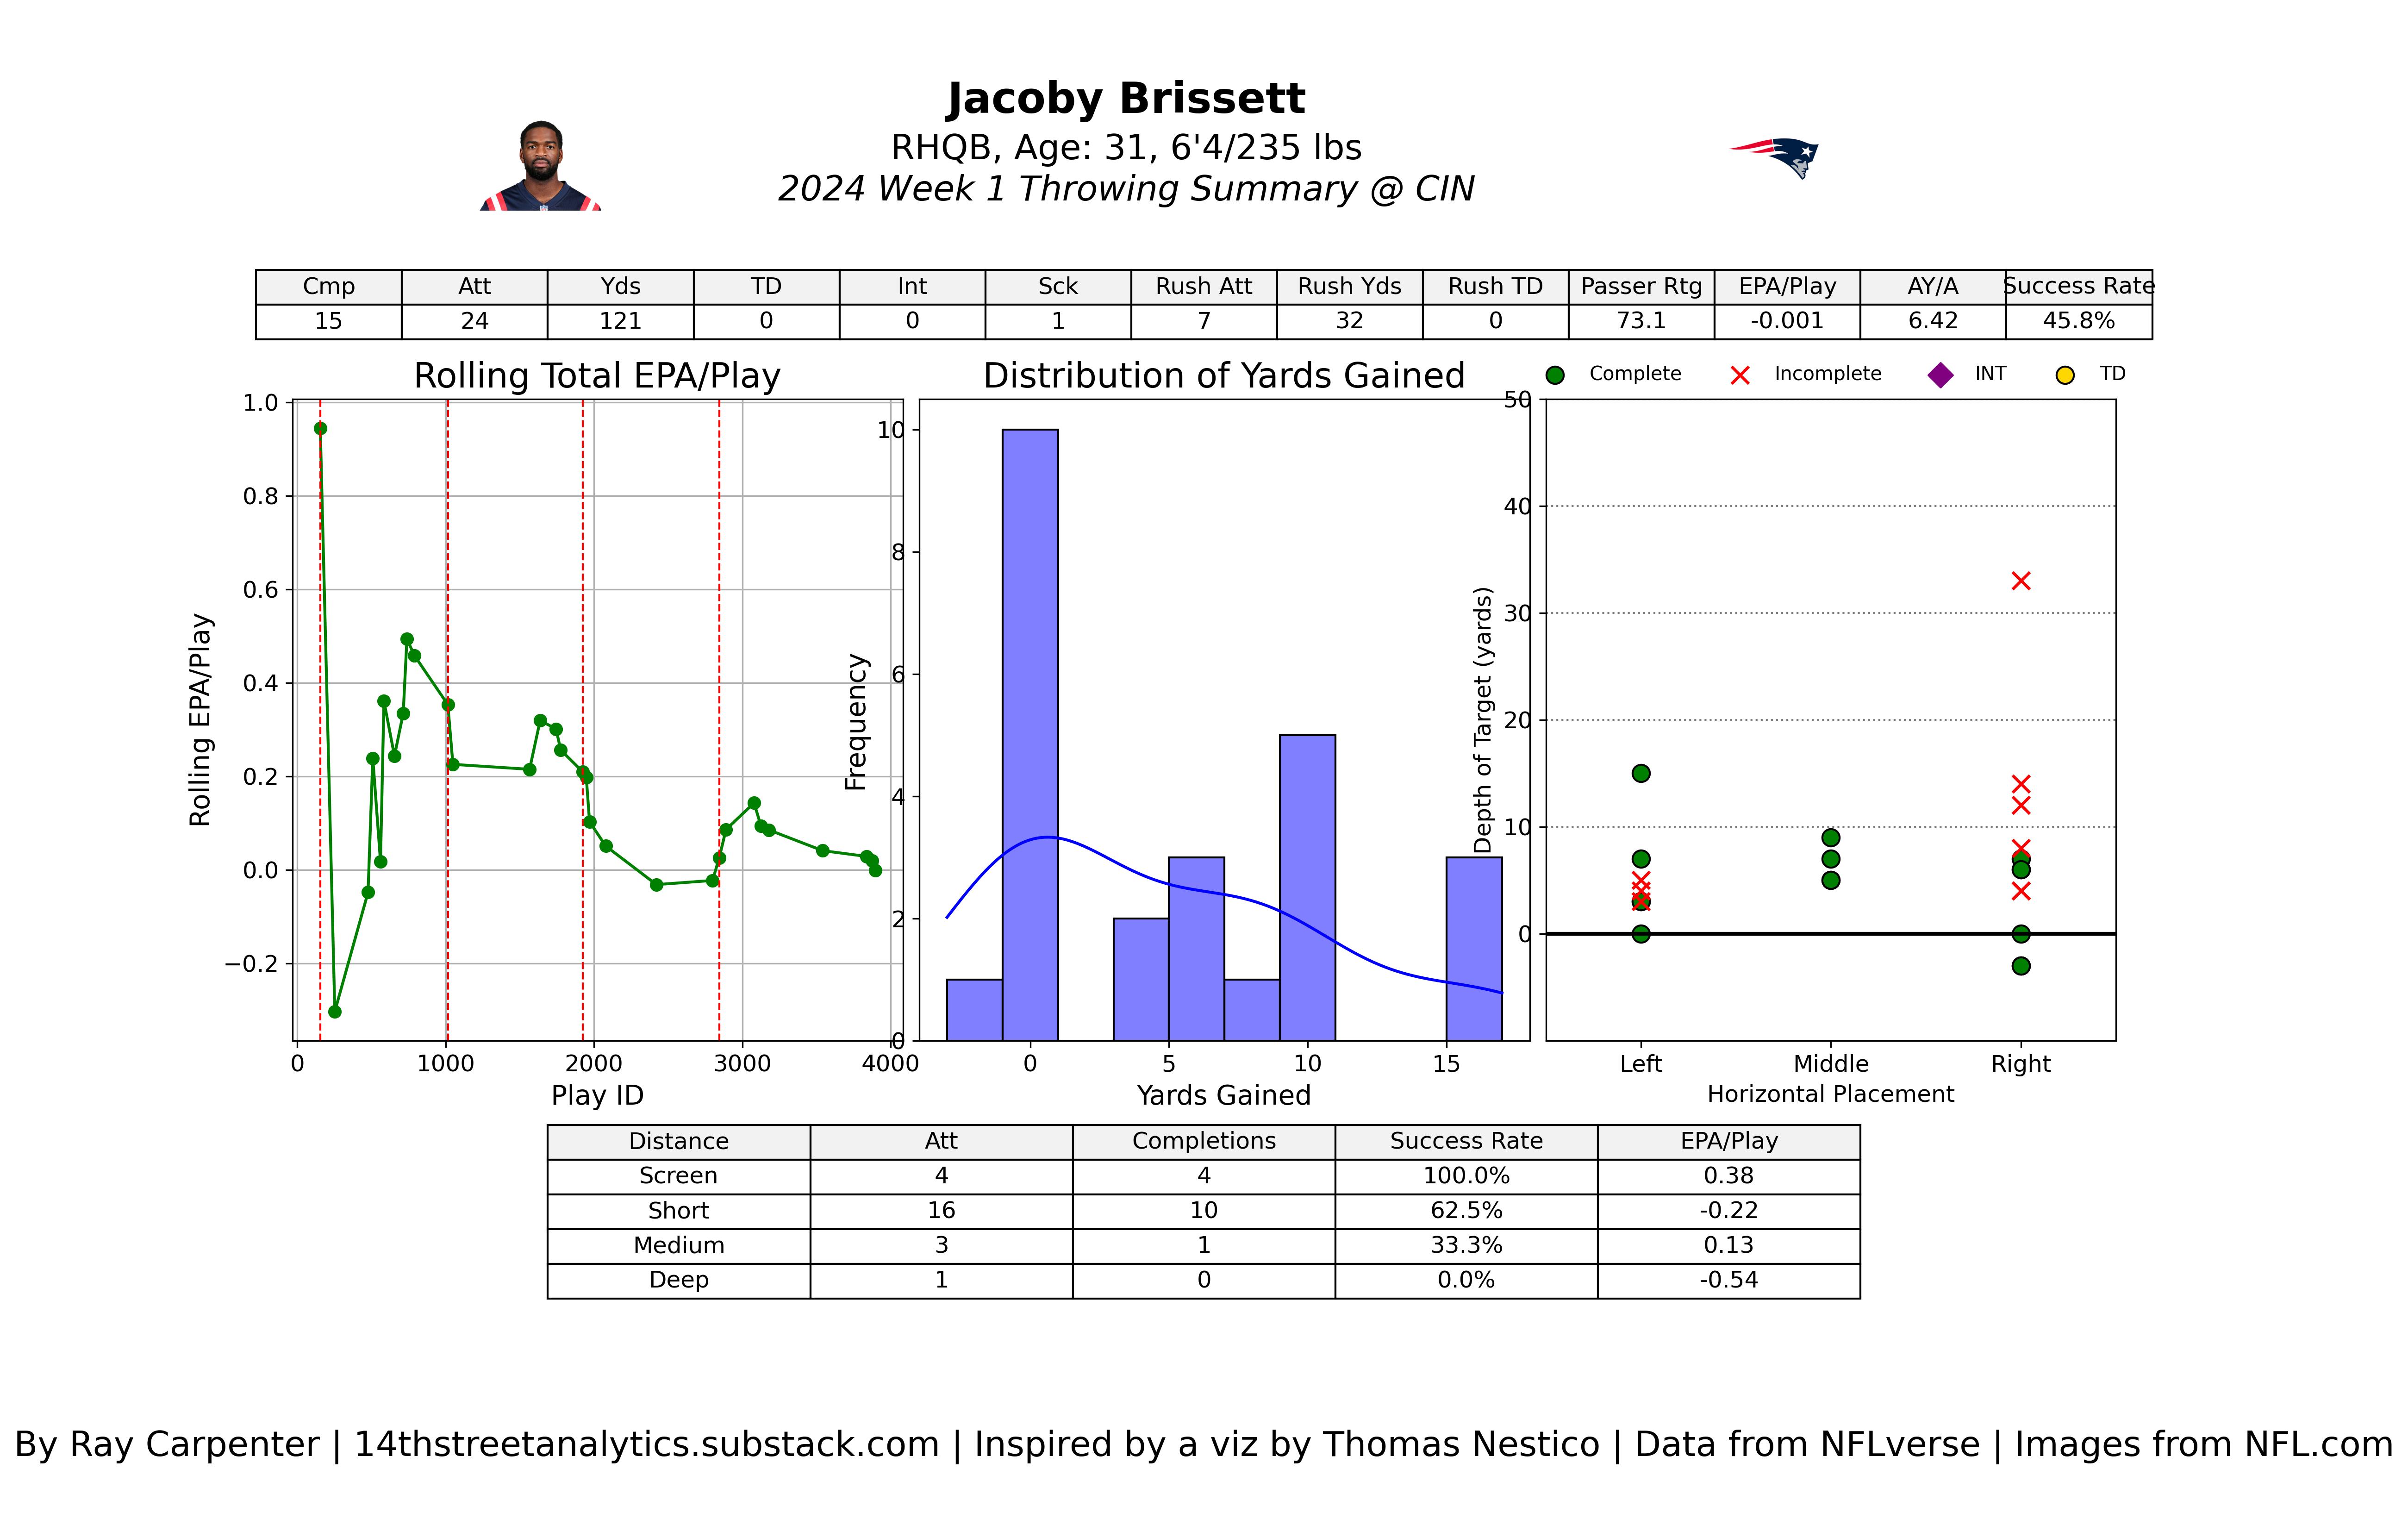 Jacoby Brissett
RHQB, Age: 31, 6'4/235 lbs
2024 Week 1 Throwing Summary @ CIN
Cmp Att Yds TD Int Sck Rush Att Rush Yds Rush TD Passer Rtg EPA/Play AY/A Success Rate
15 24 121 0 0 1 7 32 0 73.1 -0.001 6.42 45.8%
Rolling Total EPA/Play
1.0
0.8
0.6
0.4
0.2
0.0
−0.2
Rolling EPA/Play
0 1000 2000 3000 4000
Play ID
Distribution of Yards Gained
10
8
6
4
2
0
Frequency
0 5 10 15
Yards Gained
Complete Incomplete INT TD
50
40
30
20
10
0
Depth of Target (yards)
Left Middle Right
Horizontal Placement
Distance Att Completions Success Rate EPA/Play
Screen 4 4 100.0% 0.38
Short 16 10 62.5% -0.22
Medium 3 1 33.3% 0.13
Deep 1 0 0.0% -0.54
By Ray Carpenter | 14thstreetanalytics.substack.com | Inspired by a viz by Thomas Nestico | Data from NFLverse | Images from NFL.com